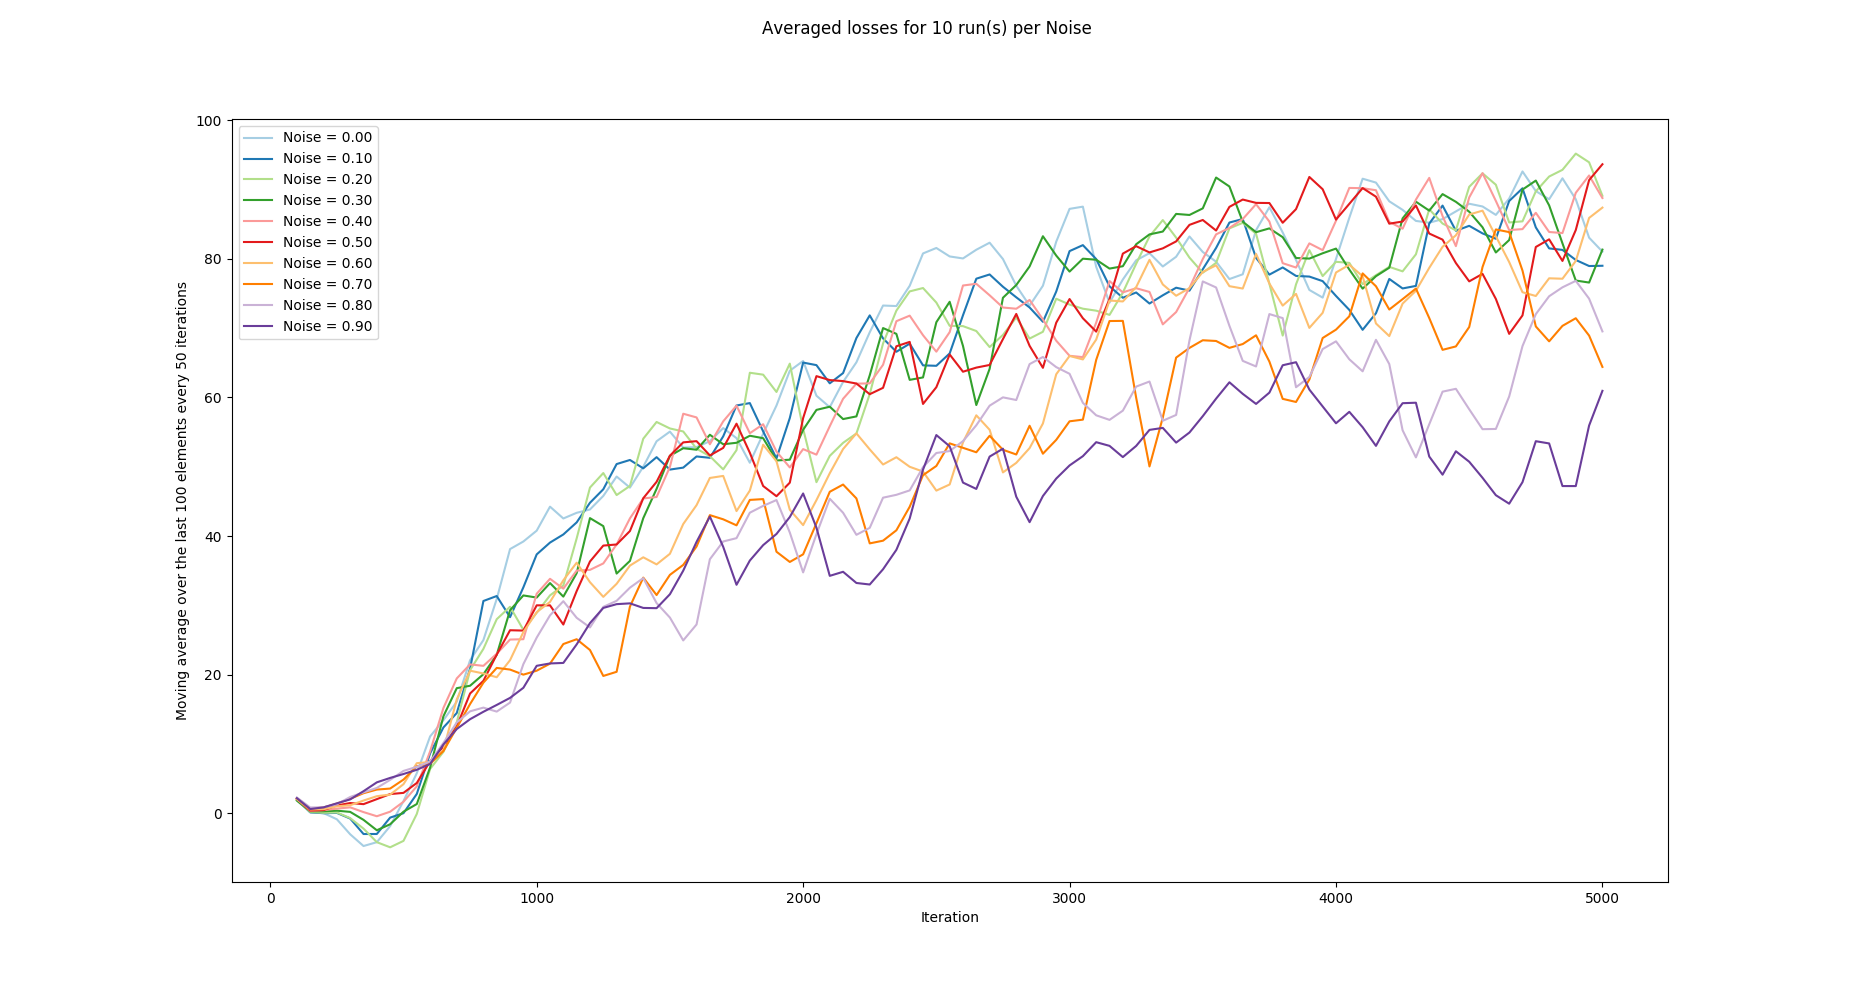 Averaged losses for 10 run(s) per Noise
Moving average over the last 100 elements every 50 iterations
100
80
60
40
20
0
Noise = 0.00
Noise = 0.10
Noise = 0.20
Noise = 0.30
Noise = 0.40
Noise = 0.50
Noise = 0.60
Noise = 0.70
Noise = 0.80
Noise = 0.90
0 1000 2000 3000 4000 5000
Iteration